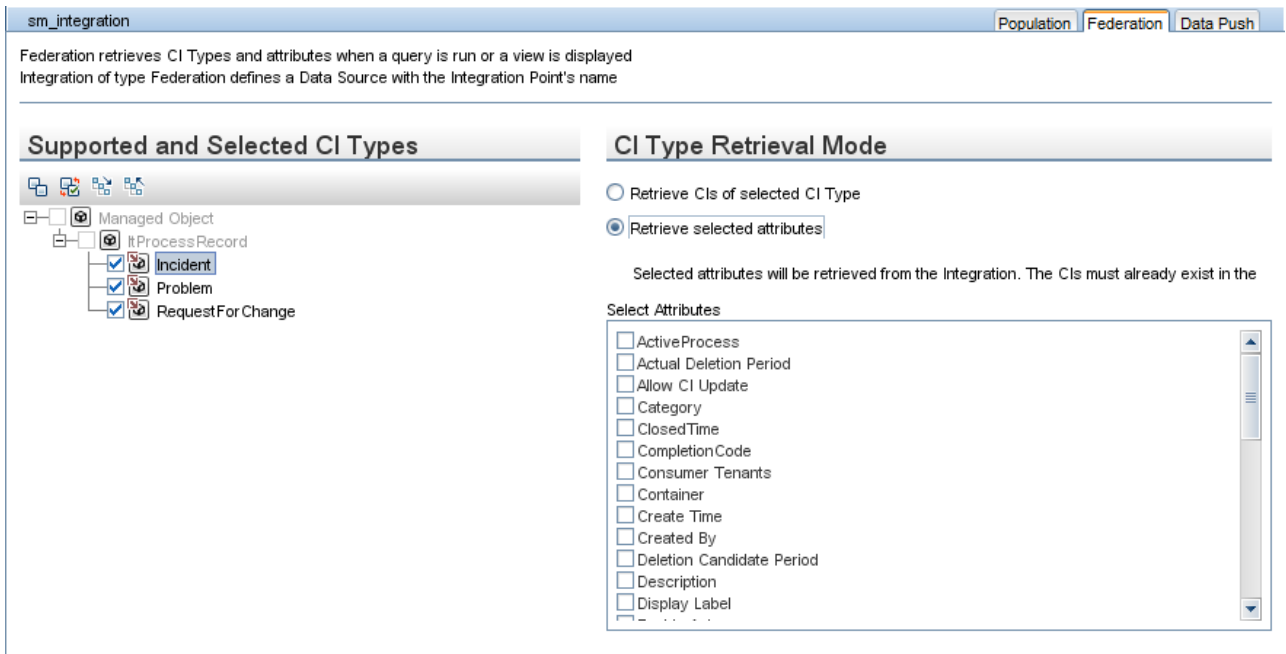 sm_integration
Population Federation Data Push
Federation retrieves CI Types and attributes when a query is run or a view is displayed
Integration of type Federation defines a Data Source with the Integration Point's name
Supported and Selected CI Types
Managed Object
ItProcessRecord
Incident
Problem
RequestForChange
CI Type Retrieval Mode
Retrieve CIs of selected CI Type
Retrieve selected attributes
Selected attributes will be retrieved from the Integration. The CIs must already exist in the
Select Attributes
ActiveProcess
Actual Deletion Period
Allow CI Update
Category
ClosedTime
CompletionCode
Consumer Tenants
Container
Create Time
Created By
Deletion Candidate Period
Description
Display Label